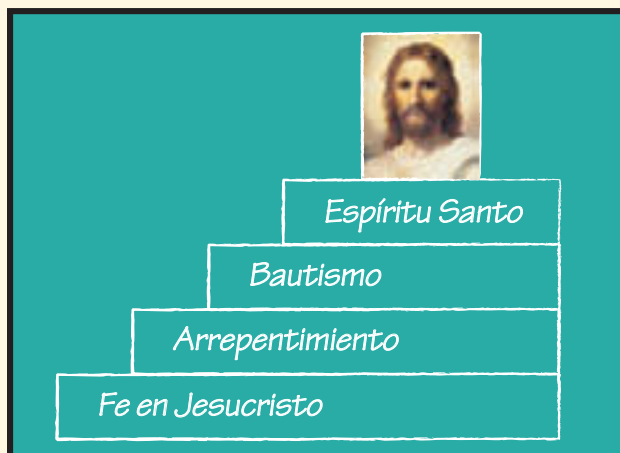 Espíritu Santo
Bautismo
Arrepentimiento
Fe en Jesucristo